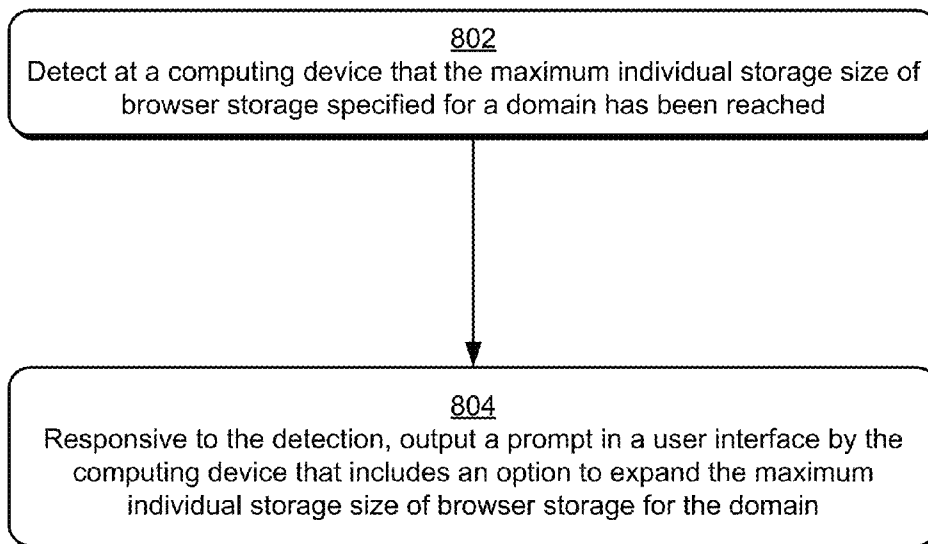 802
Detect at a computing device that the maximum individual storage size of
browser storage specified for a domain has been reached
804
Responsive to the detection, output a prompt in a user interface by the
computing device that includes an option to expand the maximum
individual storage size of browser storage for the domain